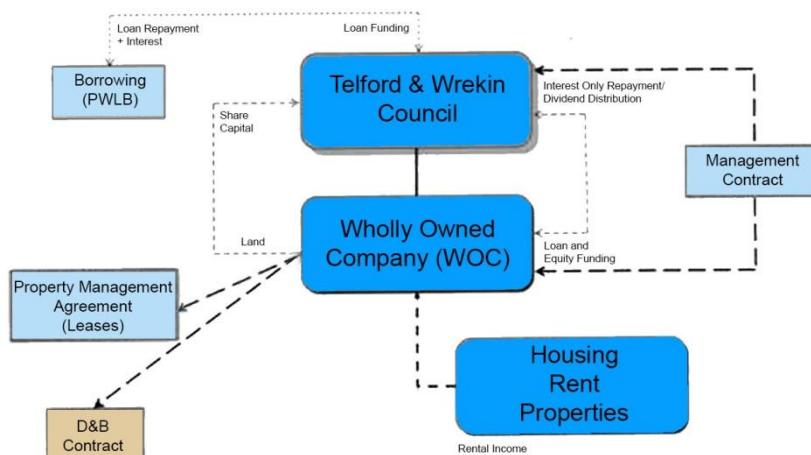 Loan Repayment
+ Interest
Loan Funding
Borrowing
(PWLB)
Telford & Wrekin
Council
Interest Only Repayment/
Dividend Distribution
Share
Capital
Management
Contract
Wholly Owned
Company (WOC)
Land
Loan and
Equity Funding
Property Management
Agreement
(Leases)
Housing
Rent
Properties
D&B
Contract
Rental Income